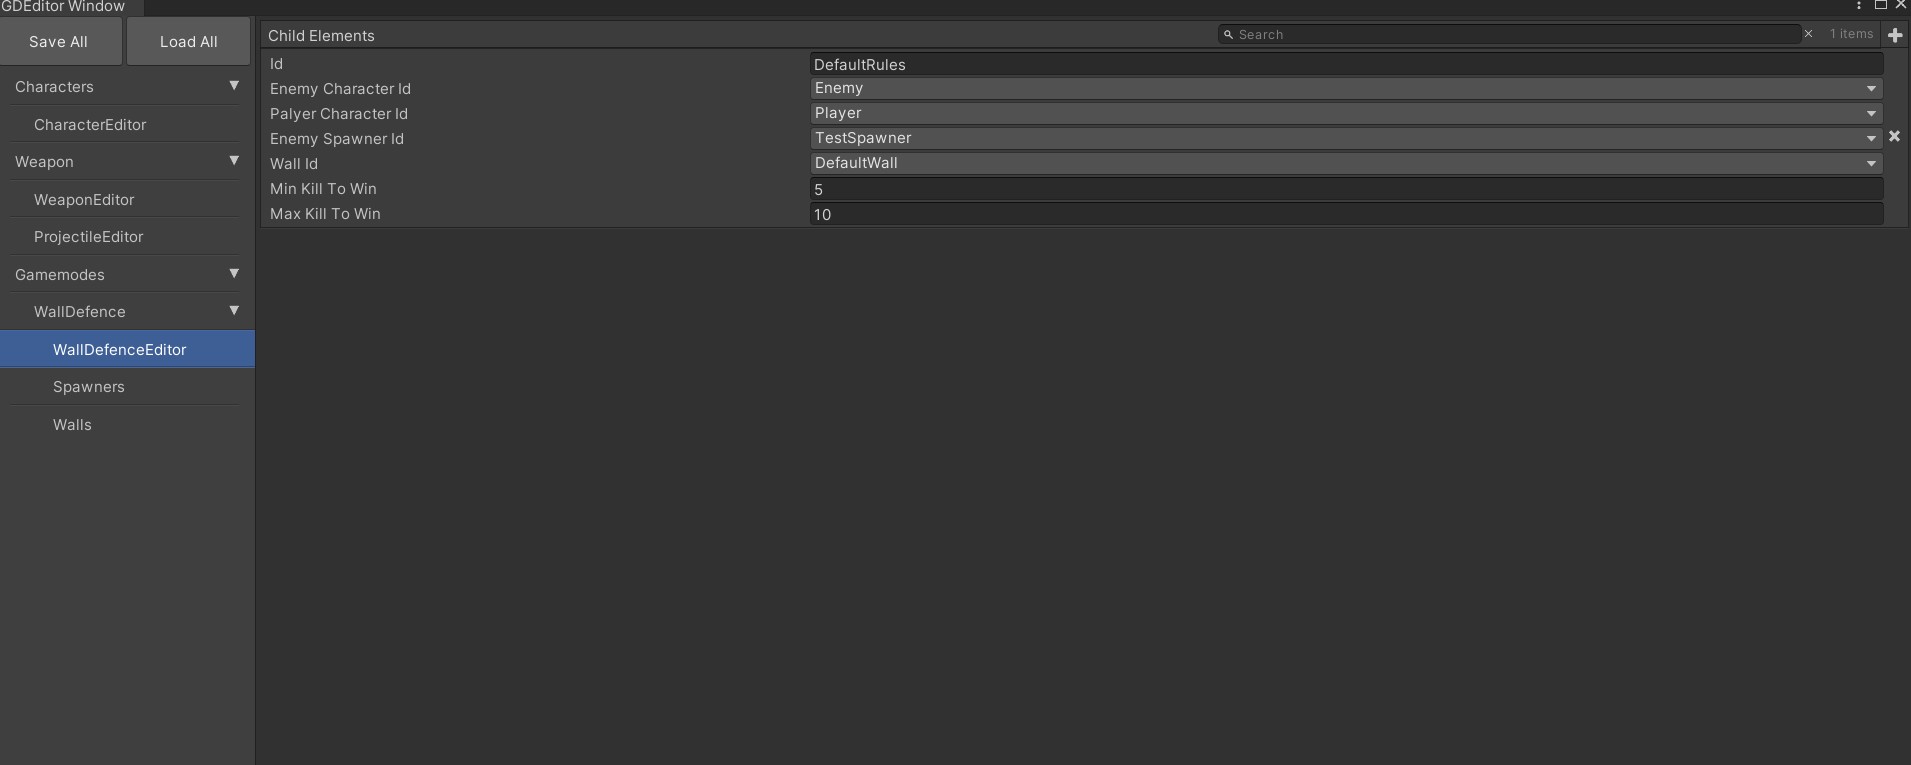 GDEditor Window
Save All
Load All
Characters
CharacterEditor
Weapon
WeaponEditor
ProjectileEditor
Gamemodes
WallDefence
WallDefenceEditor
Spawners
Walls
Child Elements
Search
1 items
Id
DefaultRules
Enemy Character Id
Enemy
Palyer Character Id
Player
Enemy Spawner Id
TestSpawner
Wall Id
DefaultWall
Min Kill To Win
5
Max Kill To Win
10